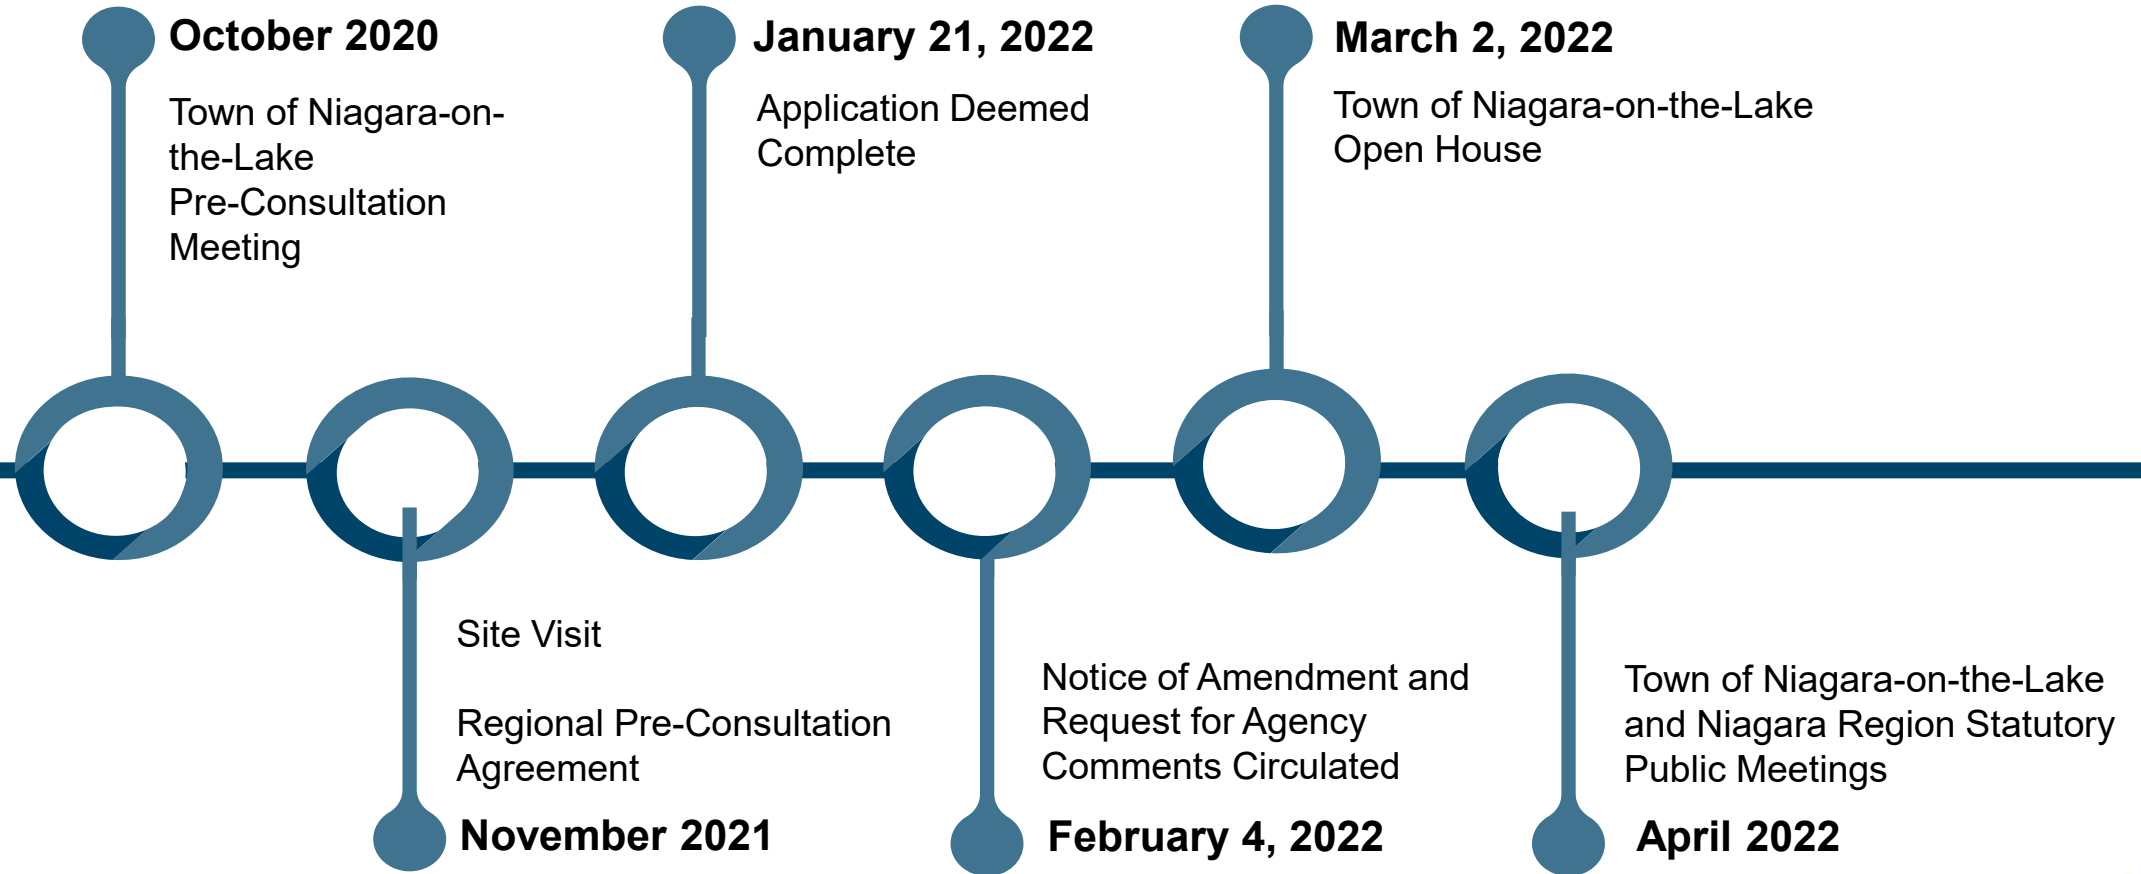 October 2020
Town of Niagara-on-
the-Lake
Pre-Consultation
Meeting
January 21, 2022
Application Deemed
Complete
March 2, 2022
Town of Niagara-on-the-Lake
Open House
Site Visit
Regional Pre-Consultation
Agreement
November 2021
Notice of Amendment and
Request for Agency
Comments Circulated
February 4, 2022
Town of Niagara-on-the-Lake
and Niagara Region Statutory
Public Meetings
April 2022